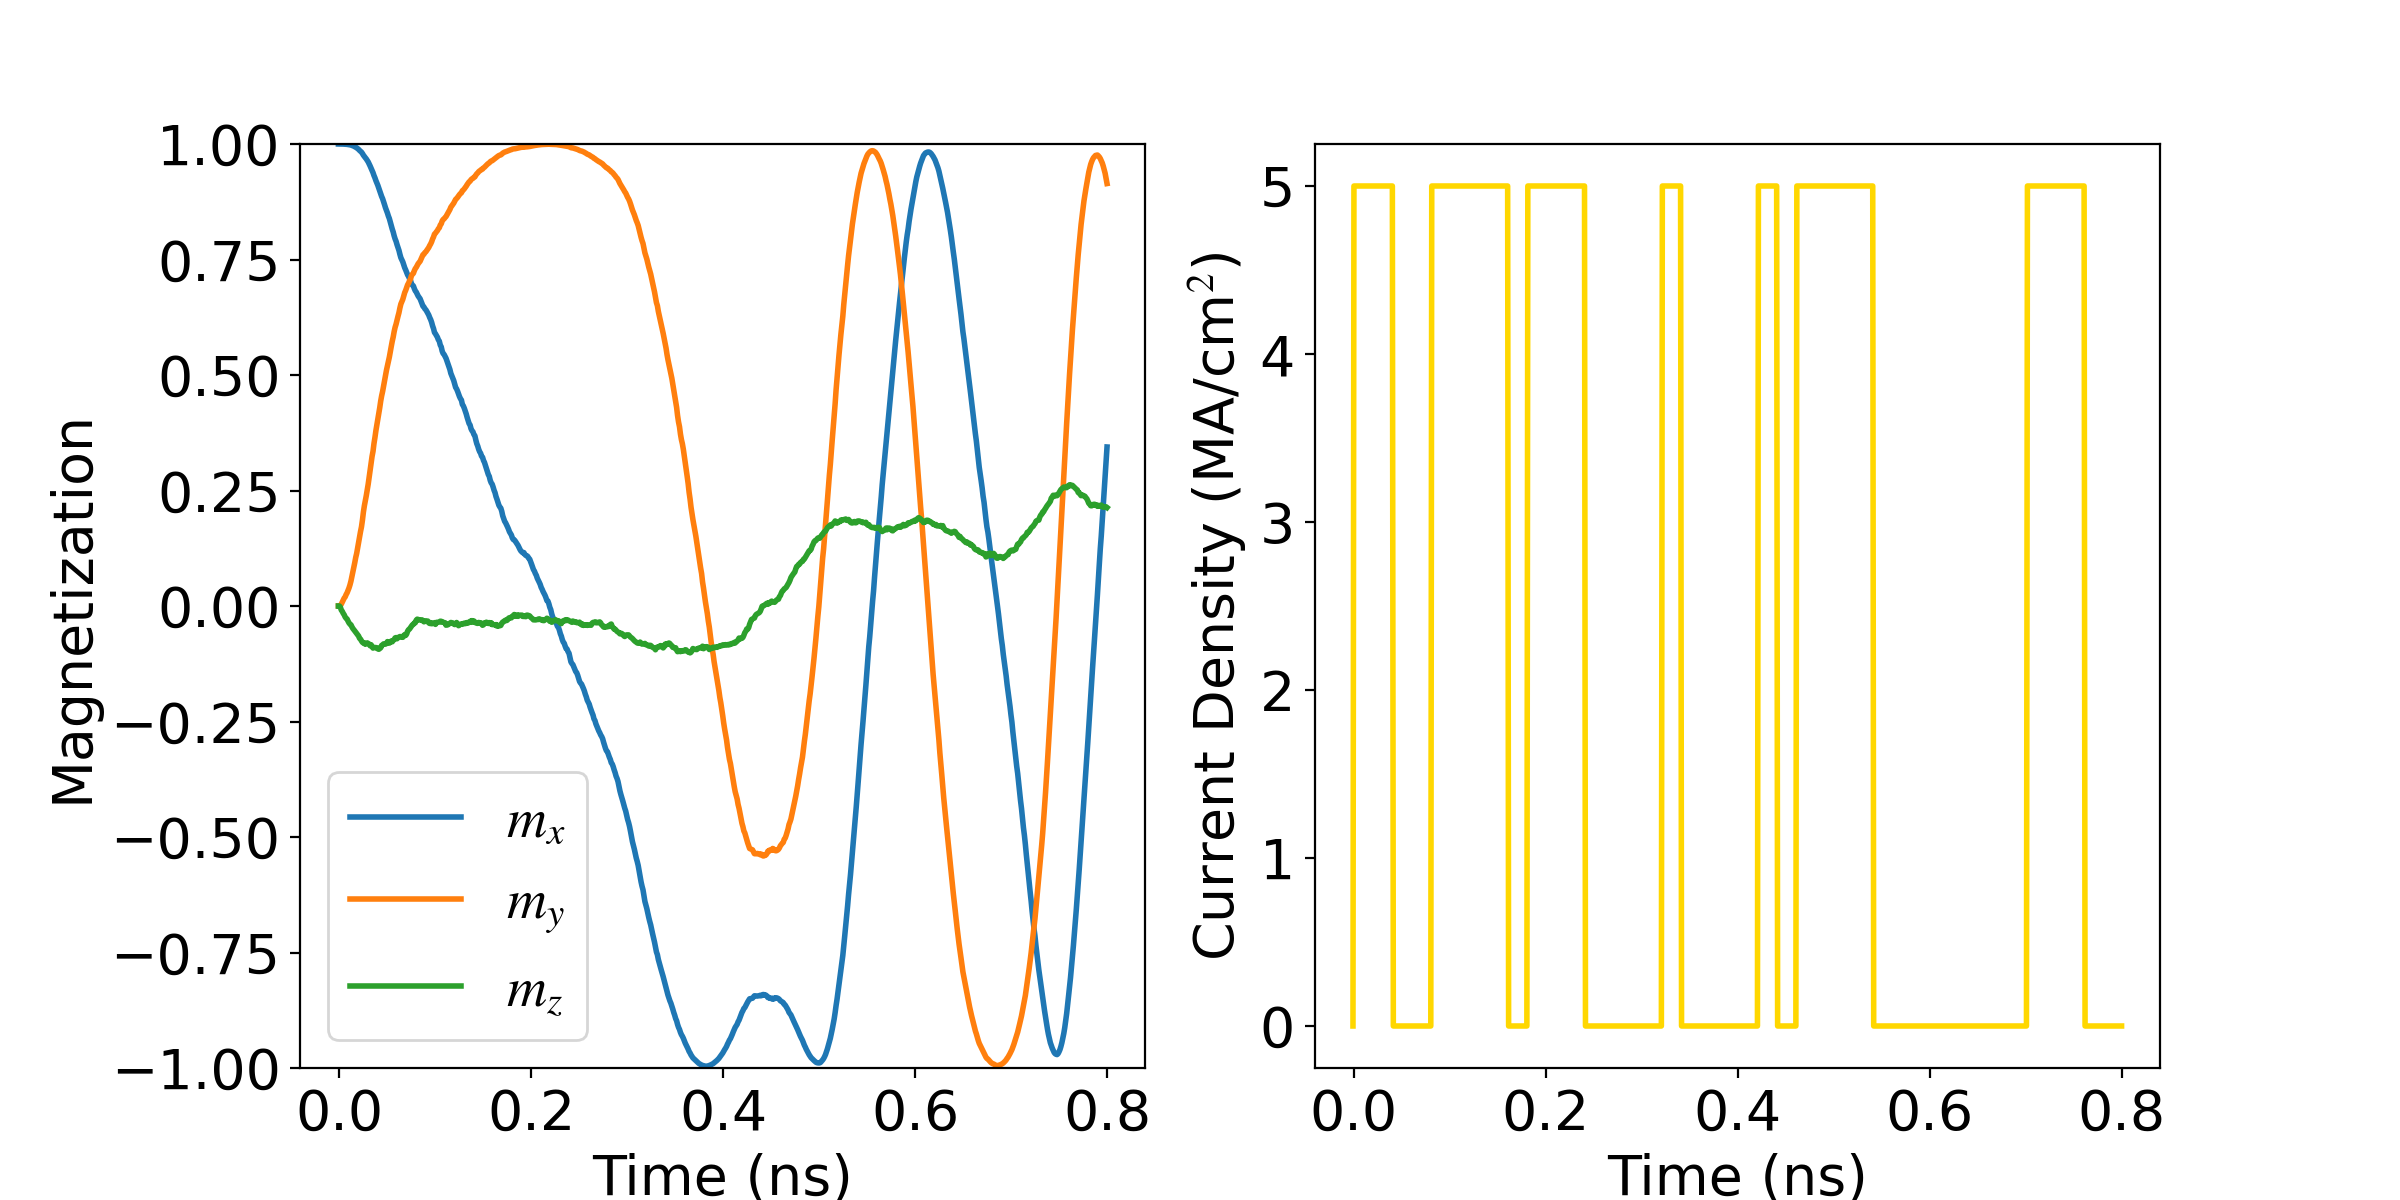 Magnetization
1.00
0.75
0.50
0.25
0.00
−0.25
−0.50
−0.75
−1.00
m_x
m_y
m_z
0.0 0.2 0.4 0.6 0.8
Time (ns)
Current Density (MA/cm²)
5
4
3
2
1
0
0.0 0.2 0.4 0.6 0.8
Time (ns)